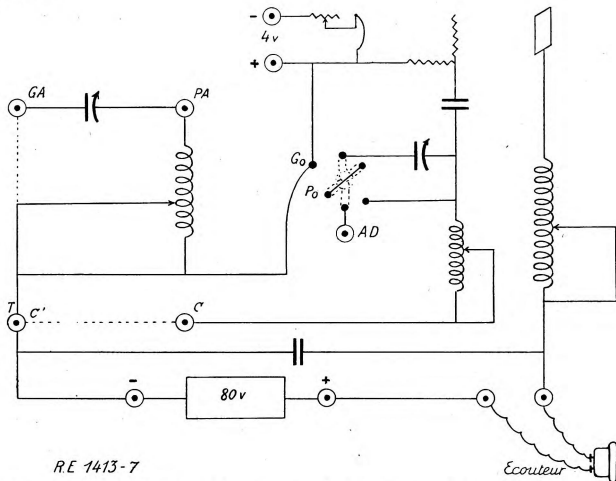 -
4v
+
GA
PA
Go
Po
AD
T C'
C
-
80v
+
R.E 1413-7
Ecouteur